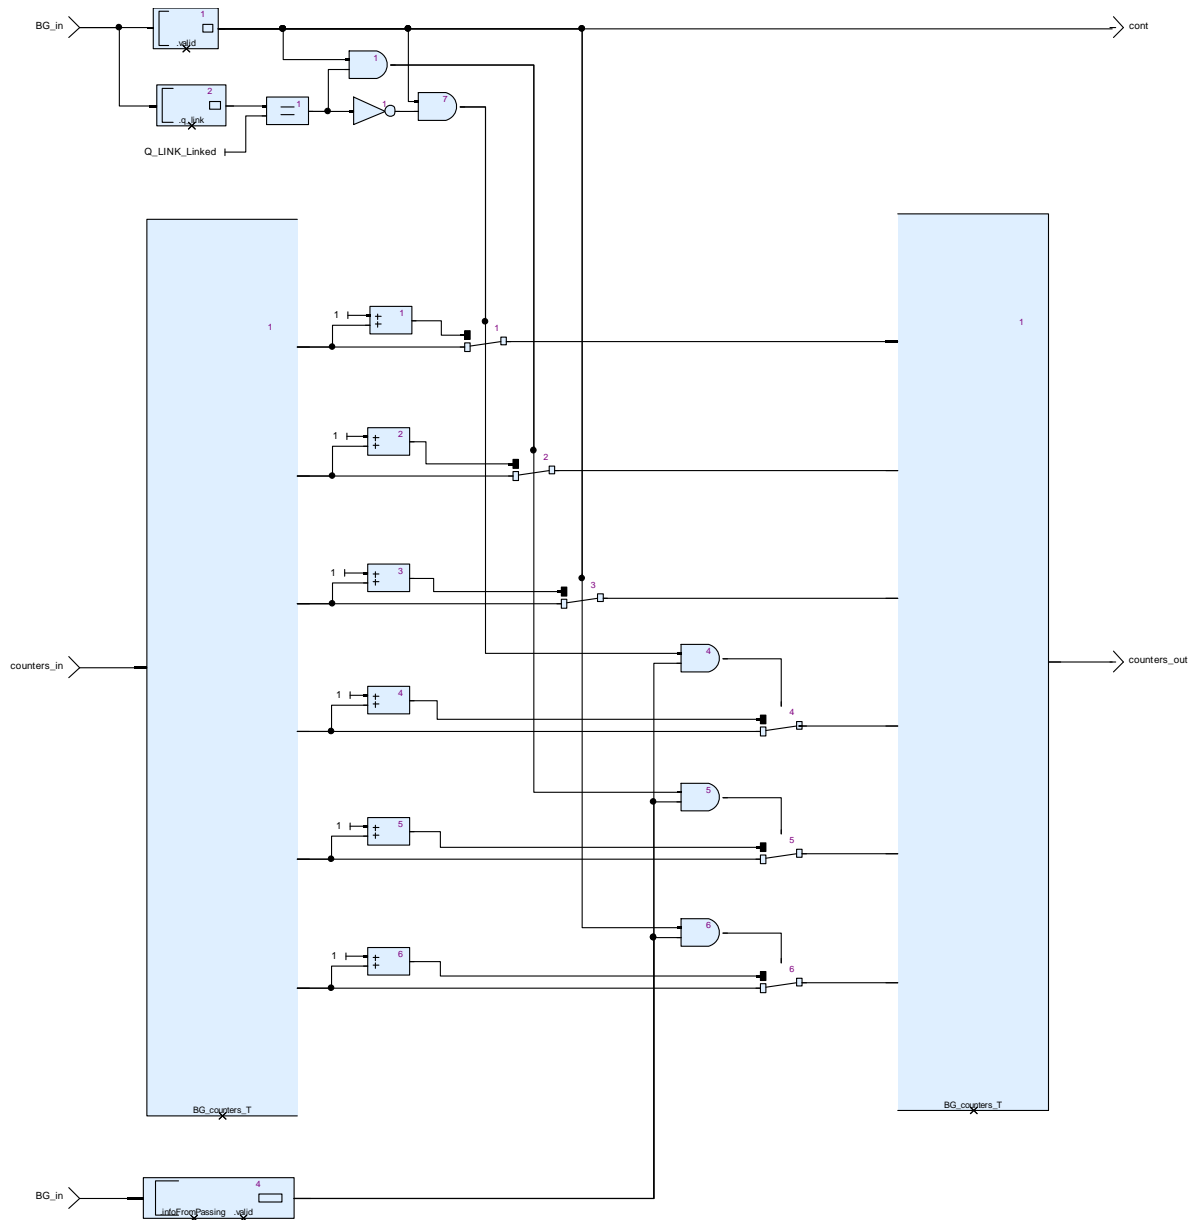 BG_in
1
.valid
cont
1
2
.q_link
1
1
7
Q_LINK_Linked
1
1
1
1
1
1
2
2
1
3
3
counters_in
4
counters_out
1
4
4
1
5
5
5
6
1
6
6
BG_counters_T
BG_counters_T
BG_in
4
.infoFromPassing .valid